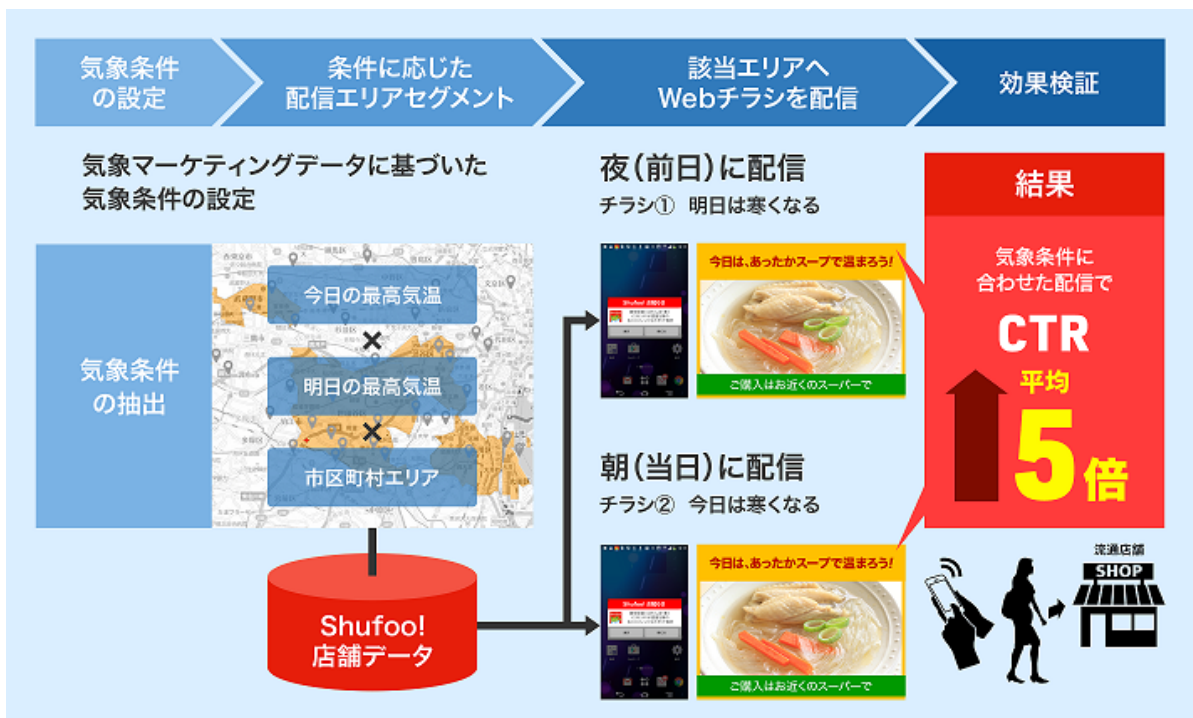 気象条件
の設定
条件に応じた
配信エリアセグメント
該当エリアへ
Webチラシを配信
効果検証
気象マーケティングデータに基づいた
気象条件の設定
気象条件
の抽出
今日の最高気温
×
明日の最高気温
×
市区町村エリア
Shufoo!
店舗データ
夜(前日)に配信
チラシ① 明日は寒くなる
Shufoo! お知らせ
今日は、あったかスープで温まろう!
ご購入はお近くのスーパーで
朝(当日)に配信
チラシ② 今日は寒くなる
Shufoo! お知らせ
今日は、あったかスープで温まろう!
ご購入はお近くのスーパーで
結果
気象条件に
合わせた配信で
CTR
平均
5倍
流通店舗
SHOP